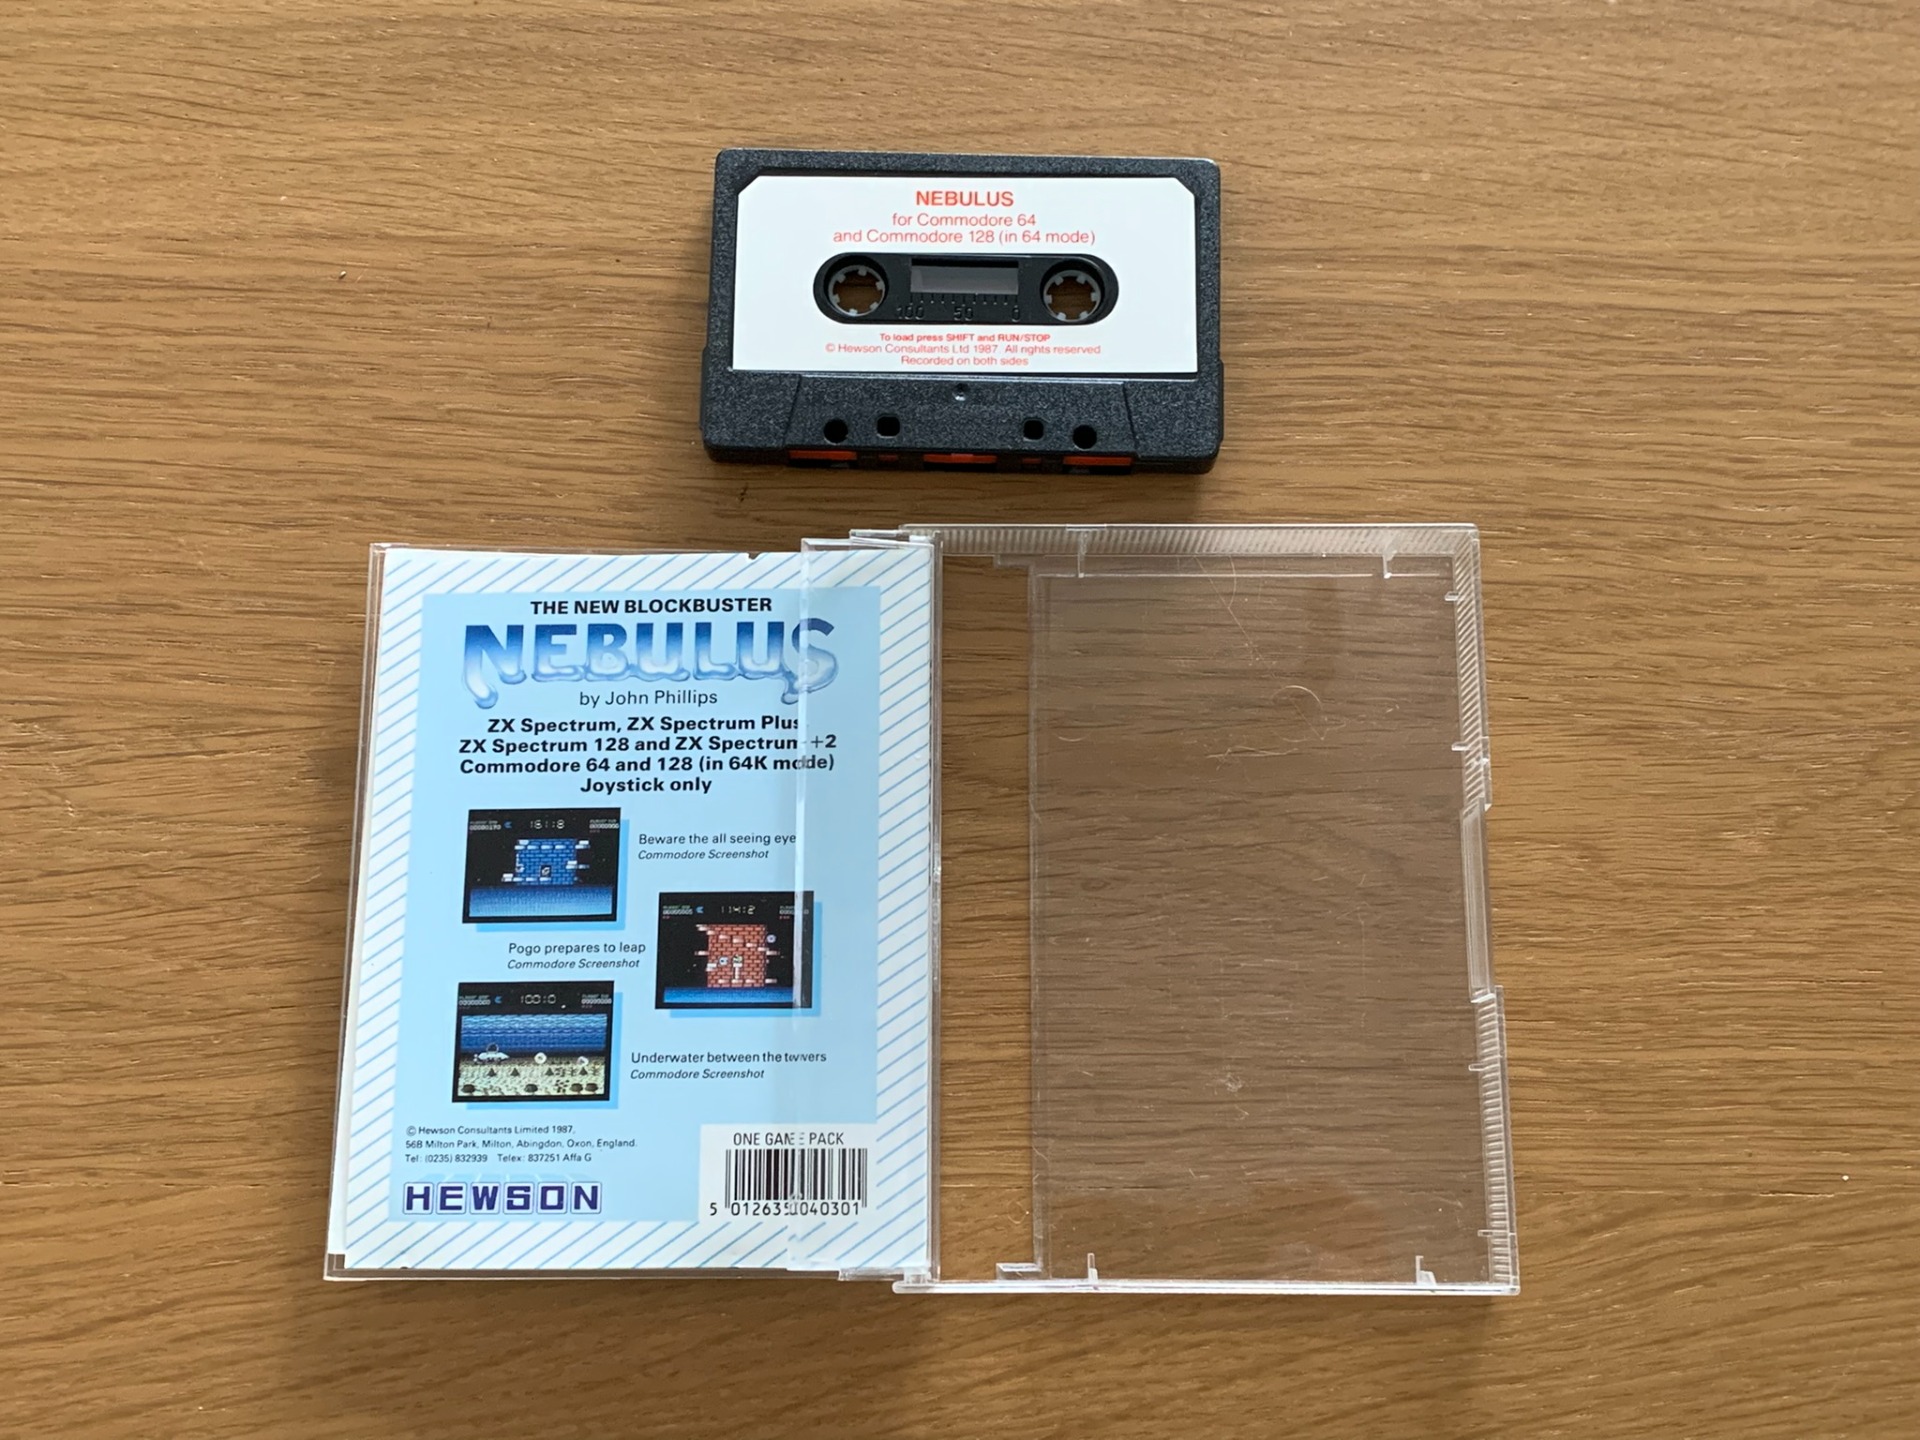 NEBULUS
for Commodore 64
and Commodore 128 (in 64 mode)
100 50 0
To load press SHIFT and RUN/STOP
© Hewson Consultants Ltd 1987. All rights reserved
Recorded on both sides
THE NEW BLOCKBUSTER
NEBULUS
by John Phillips
ZX Spectrum, ZX Spectrum Plus
ZX Spectrum 128 and ZX Spectrum +2
Commodore 64 and 128 (in 64K mode)
Joystick only
Beware the all seeing eye
Commodore Screenshot
Pogo prepares to leap
Commodore Screenshot
Underwater between the towers
Commodore Screenshot
© Hewson Consultants Limited 1987.
56B Milton Park, Milton, Abingdon, Oxon, England.
Tel: (0235) 832939 Telex: 837251 Affa G
HEWSON
ONE GAME PACK
5 012635 040301